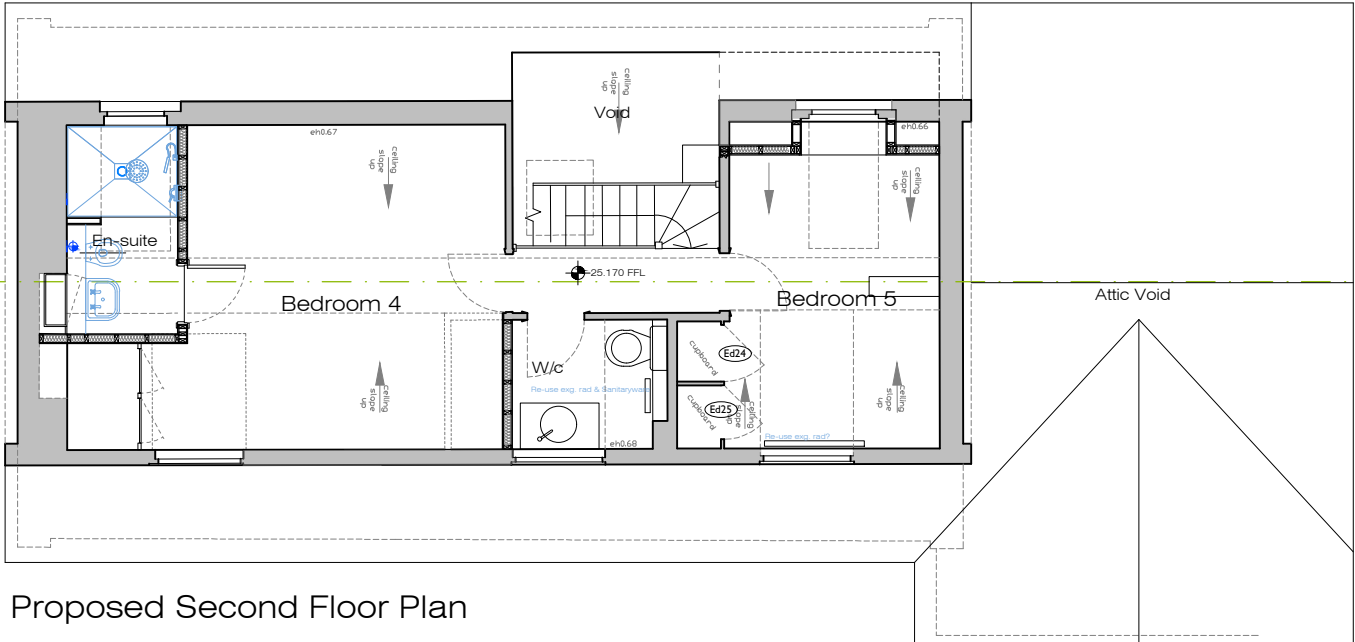 ceiling
slope
up
Void
eh0.67
eh0.66
ceiling
slope
up
ceiling
slope
up
En-suite
25.170 FFL
Bedroom 4
Bedroom 5
Attic Void
cupboard
Ed24
W/c
Re-use exg. rad & Sanitaryware
ceiling
slope
up
ceiling
slope
up
cupboard
Ed25
ceiling
slope
up
Re-use exg. rad?
eh0.68
Proposed Second Floor Plan